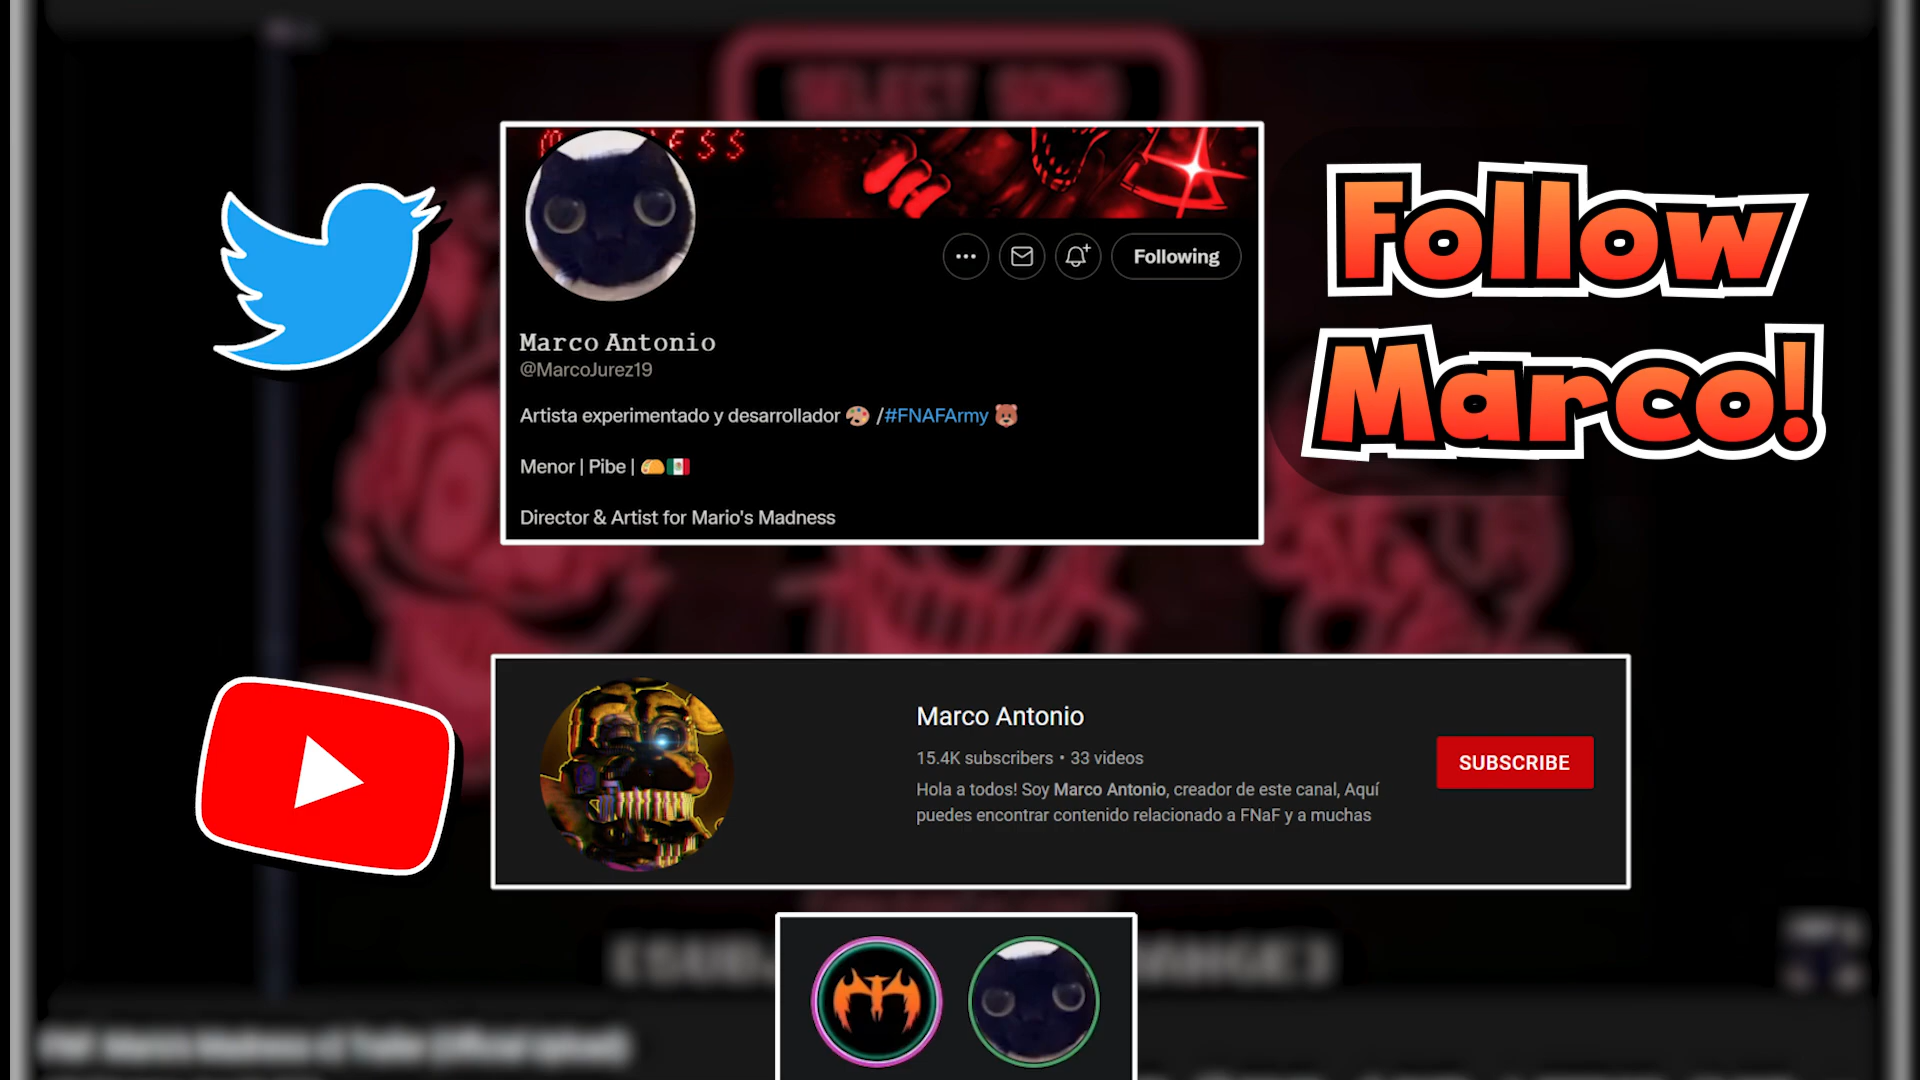 SELECT SONG
Following
Marco Antonio
@MarcoJurez19
Artista experimentado y desarrollador 🎨 /#FNAFArmy 🐻
Menor | Pibe | 🌮🇲🇽
Director & Artist for Mario's Madness
Follow
Marco!
Marco Antonio
15.4K subscribers • 33 videos
Hola a todos! Soy Marco Antonio, creador de este canal, Aquí
puedes encontrar contenido relacionado a FNaF y a muchas
SUBSCRIBE